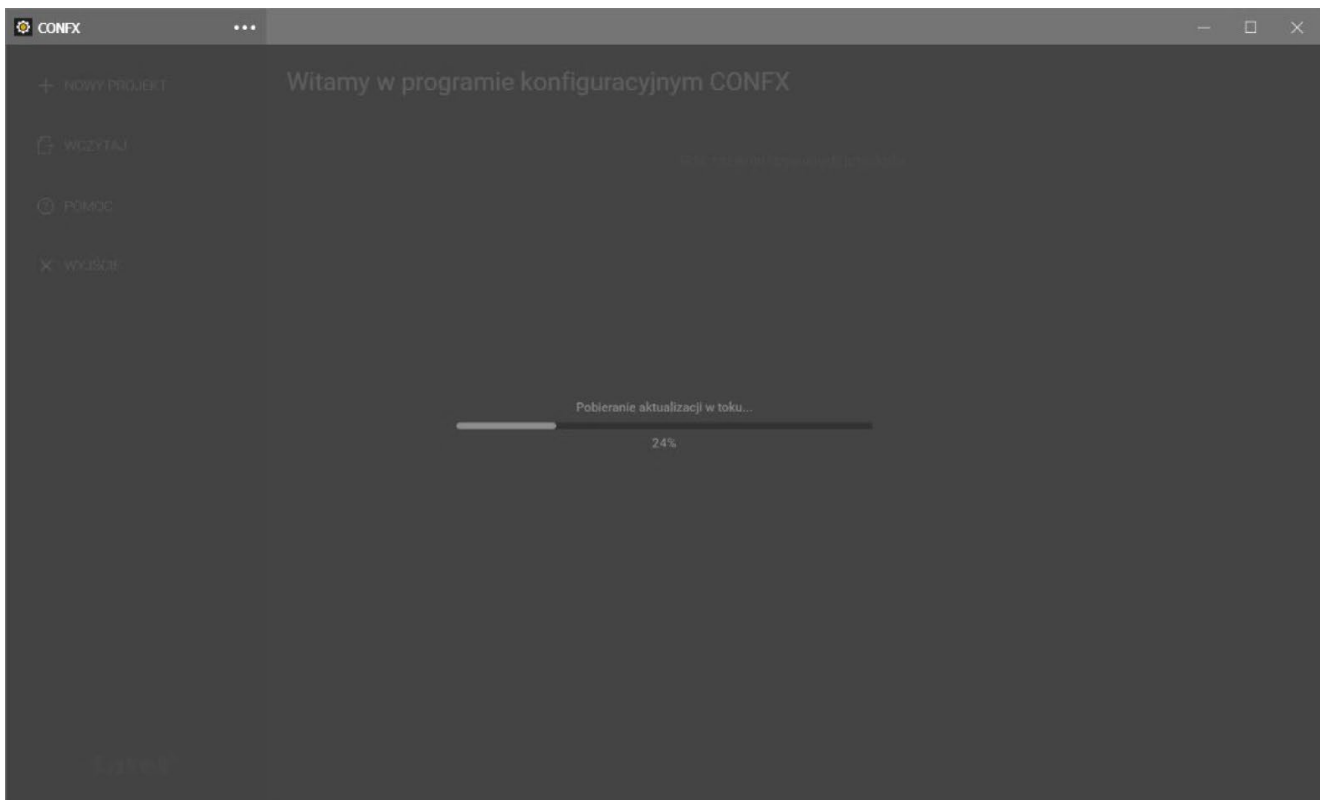 CONFX
NOWY PROJEKT
Witamy w programie konfiguracyjnym CONFX
WCZYTAJ
POMOC
WYJŚCIE
Pobieranie aktualizacji w toku...
24%